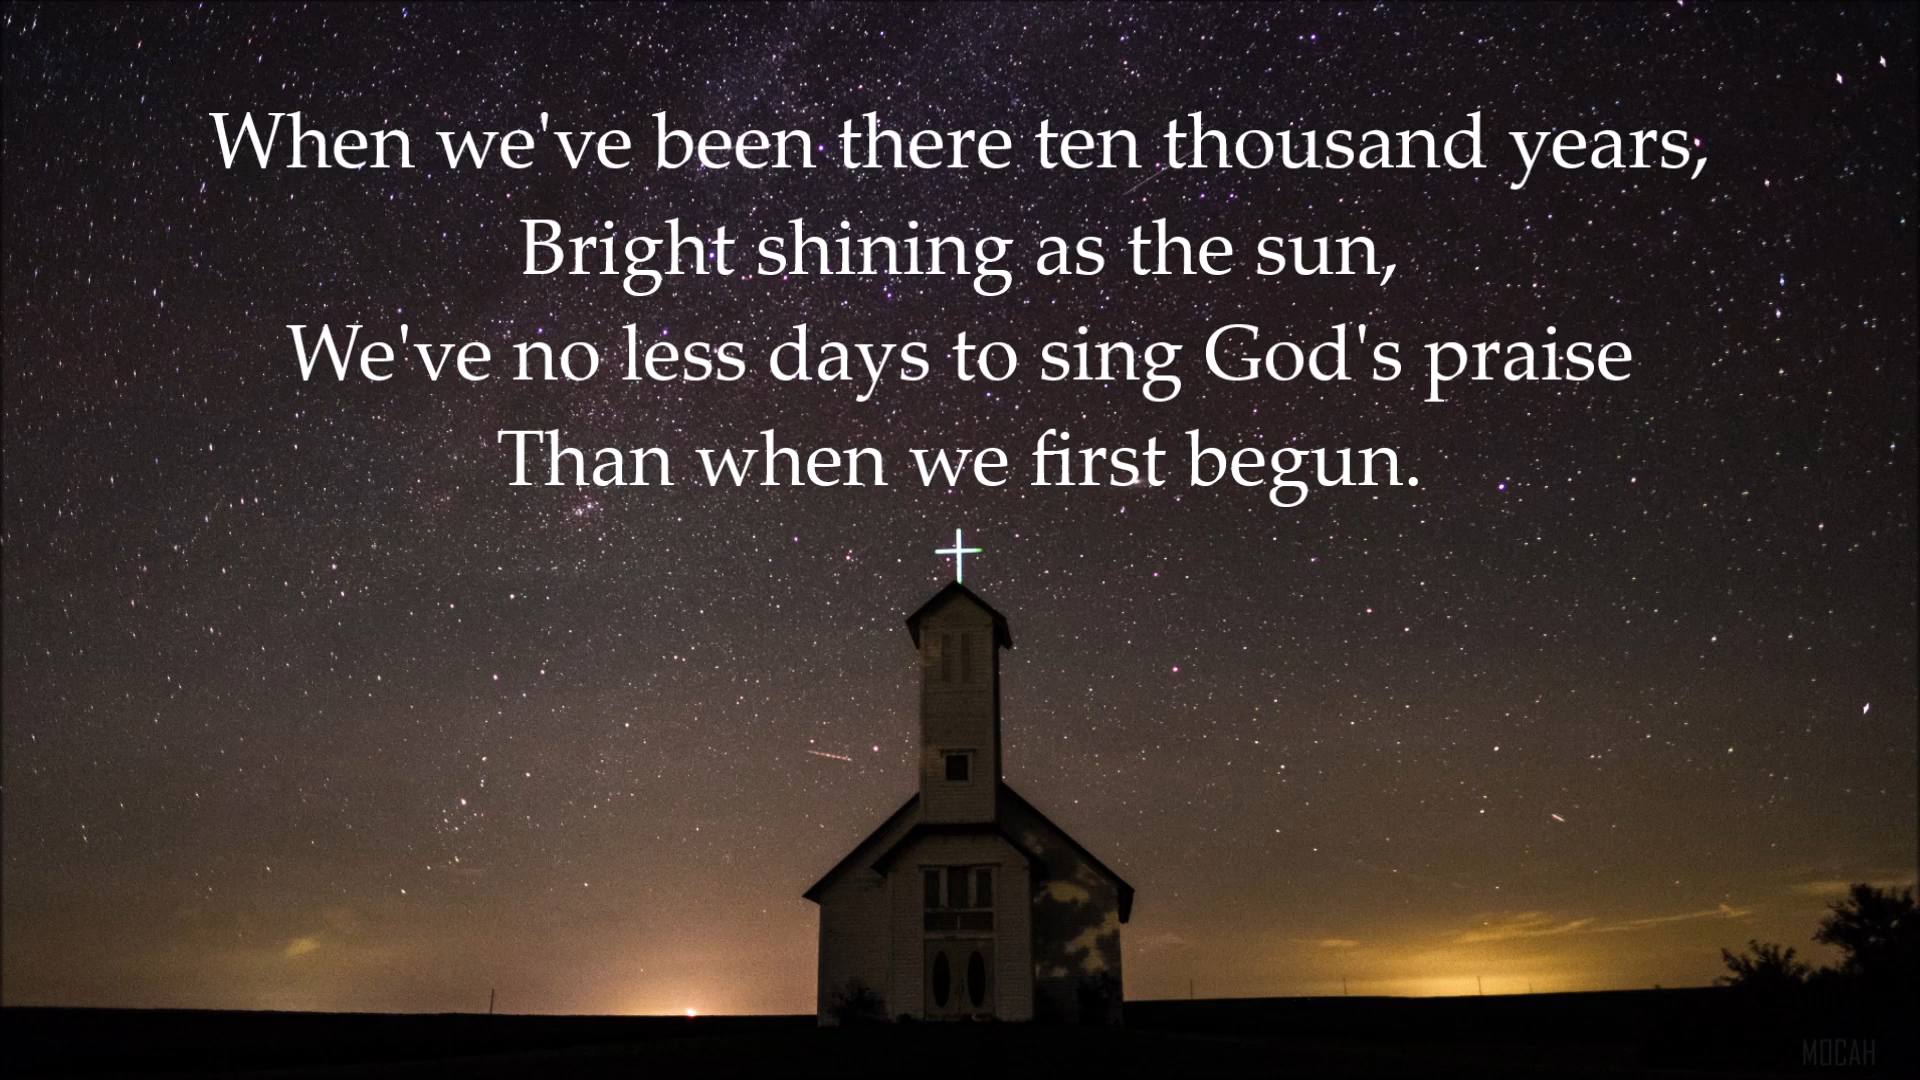 When we've been there ten thousand years,
Bright shining as the sun,
We've no less days to sing God's praise
Than when we first begun.
MOCAH